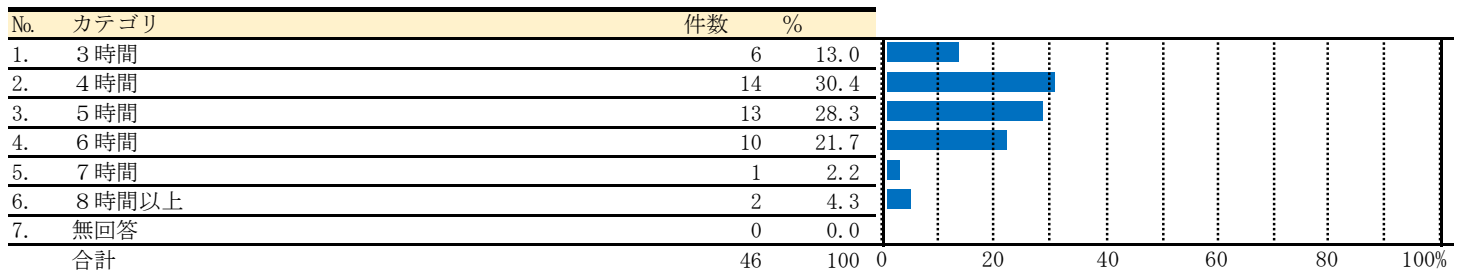 № カテゴリ 件数 %
1. ３時間 6 13.0
2. ４時間 14 30.4
3. ５時間 13 28.3
4. ６時間 10 21.7
5. ７時間 1 2.2
6. ８時間以上 2 4.3
7. 無回答 0 0.0
合計 46 100 0 20 40 60 80 100%